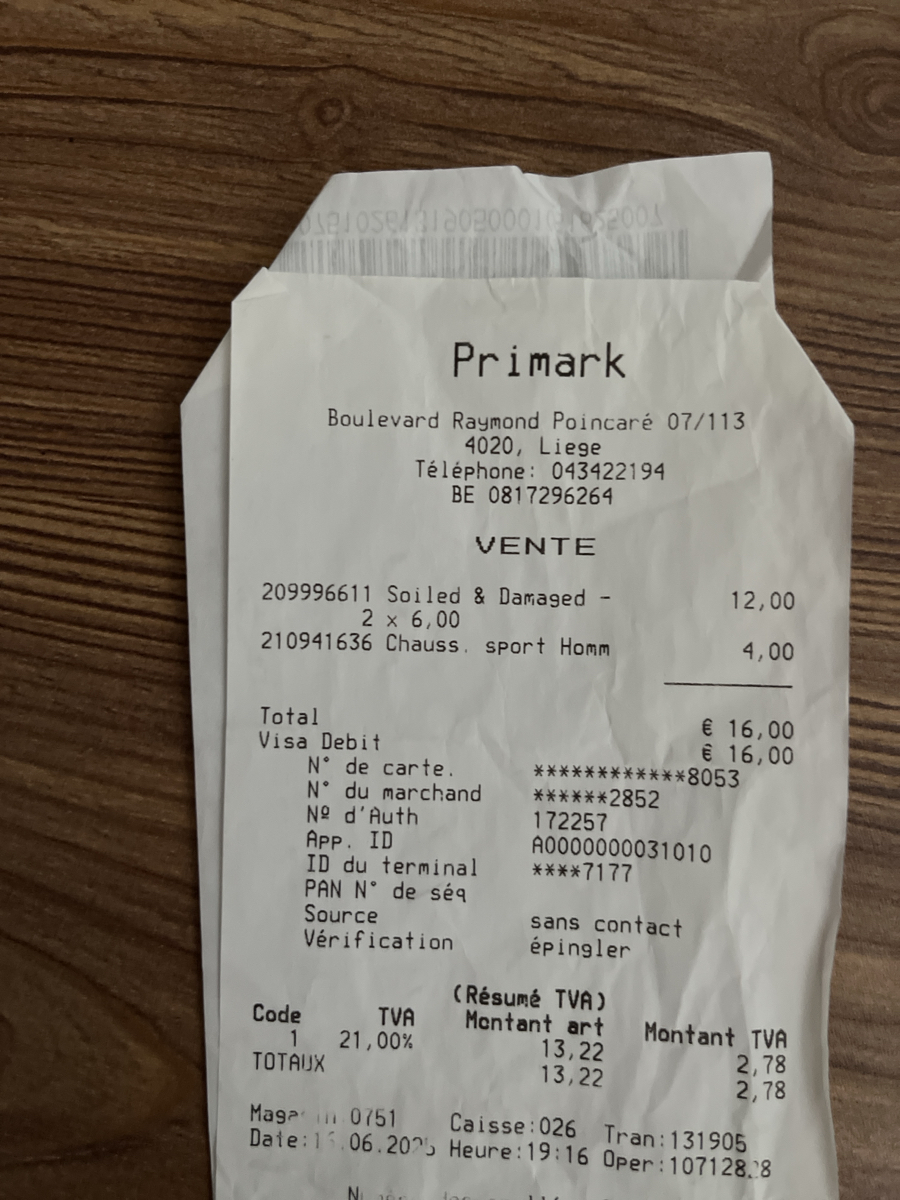 Primark
Boulevard Raymond Poincaré 07/113
4020, Liege
Téléphone: 043422194
BE 0817296264
VENTE
209996611 Soiled & Damaged - 12,00
2 x 6,00
210941636 Chauss. sport Homm 4,00
Total € 16,00
Visa Debit € 16,00
N° de carte. ************8053
N° du marchand ******2852
Nº d'Auth 172257
App. ID A0000000031010
ID du terminal ****7177
PAN N° de séq
Source sans contact
Vérification épingler
(Résumé TVA)
Code TVA Montant art Montant TVA
1 21,00% 13,22 2,78
TOTAUX 13,22 2,78
0751 Caisse:026 Tran:131905
Date: Heure:19:16 Oper: